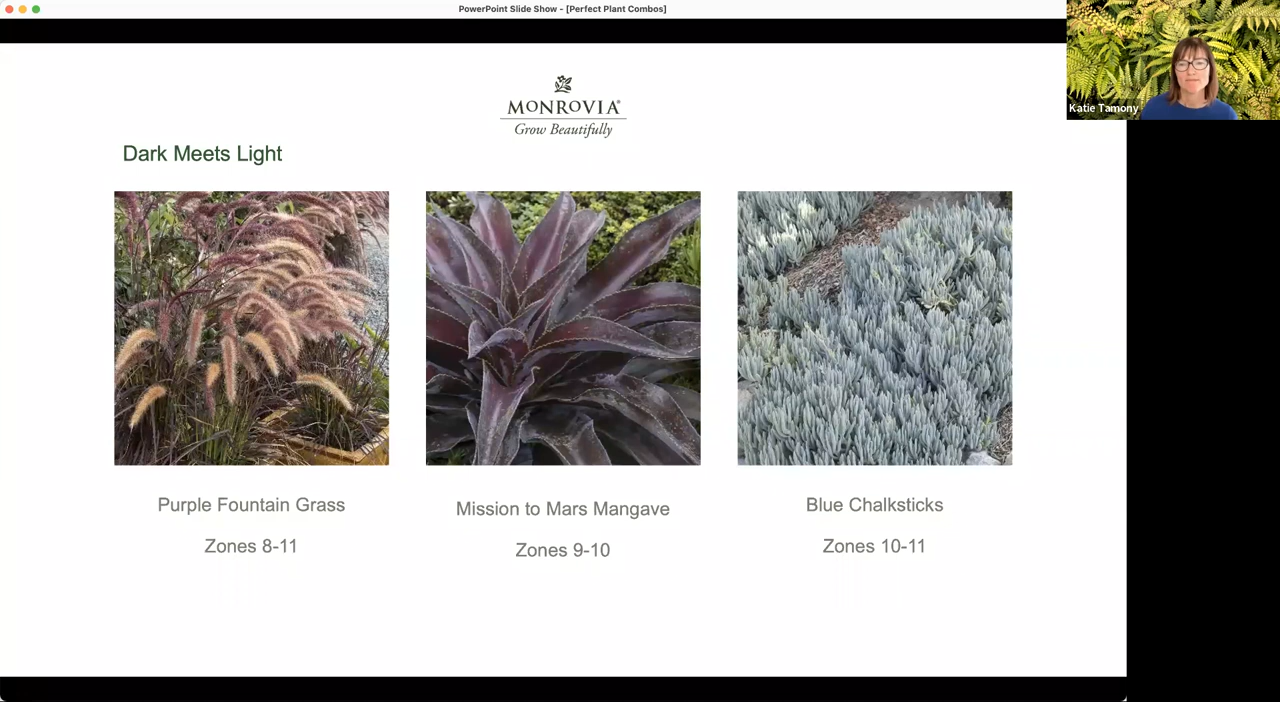 PowerPoint Slide Show - [Perfect Plant Combos]
Katie Tamony
MONROVIA®
Grow Beautifully
Dark Meets Light
Purple Fountain Grass
Zones 8-11
Mission to Mars Mangave
Zones 9-10
Blue Chalksticks
Zones 10-11